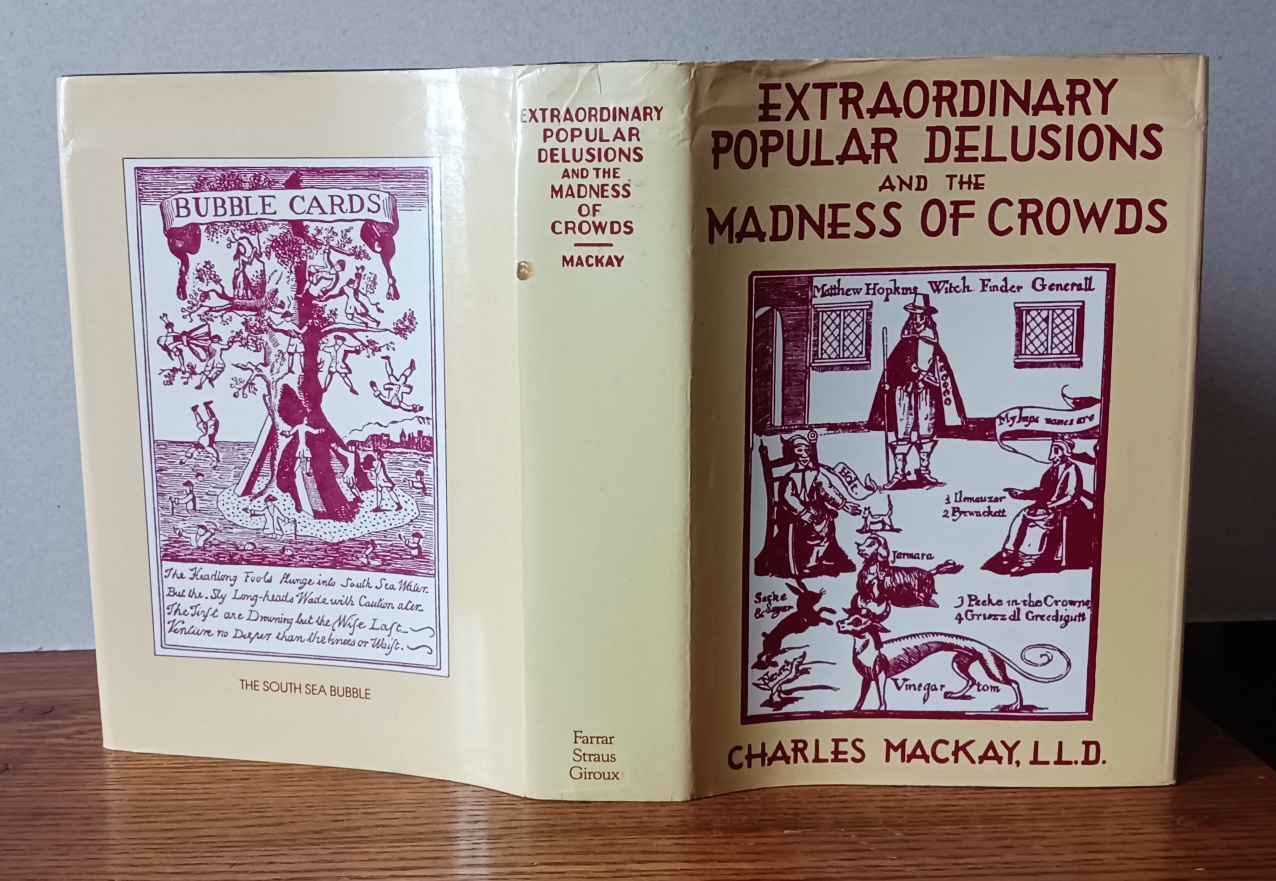 BUBBLE CARDS
The Headlong Fools Plunge into South Sea Water.
But the Sly Long-heads Wade with Caution a'ter.
The First are Drowning but the Wise Last
Venture no Deeper than the knees or Waist.
THE SOUTH SEA BUBBLE
EXTRAORDINARY
POPULAR
DELUSIONS
AND THE
MADNESS
OF
CROWDS
MACKAY
Farrar
Straus
Giroux
EXTRAORDINARY
POPULAR DELUSIONS
AND THE
MADNESS OF CROWDS
Matthew Hopkins Witch Finder Generall
My Imps names are
Holt
1 Ilemauzar
2 Pyewackett
Jarmara
Sacke
& Sugar
3 Pecke in the Crowne
4 Griezzell Greedigutt
Newes
Vinegar tom
CHARLES MACKAY, LL.D.